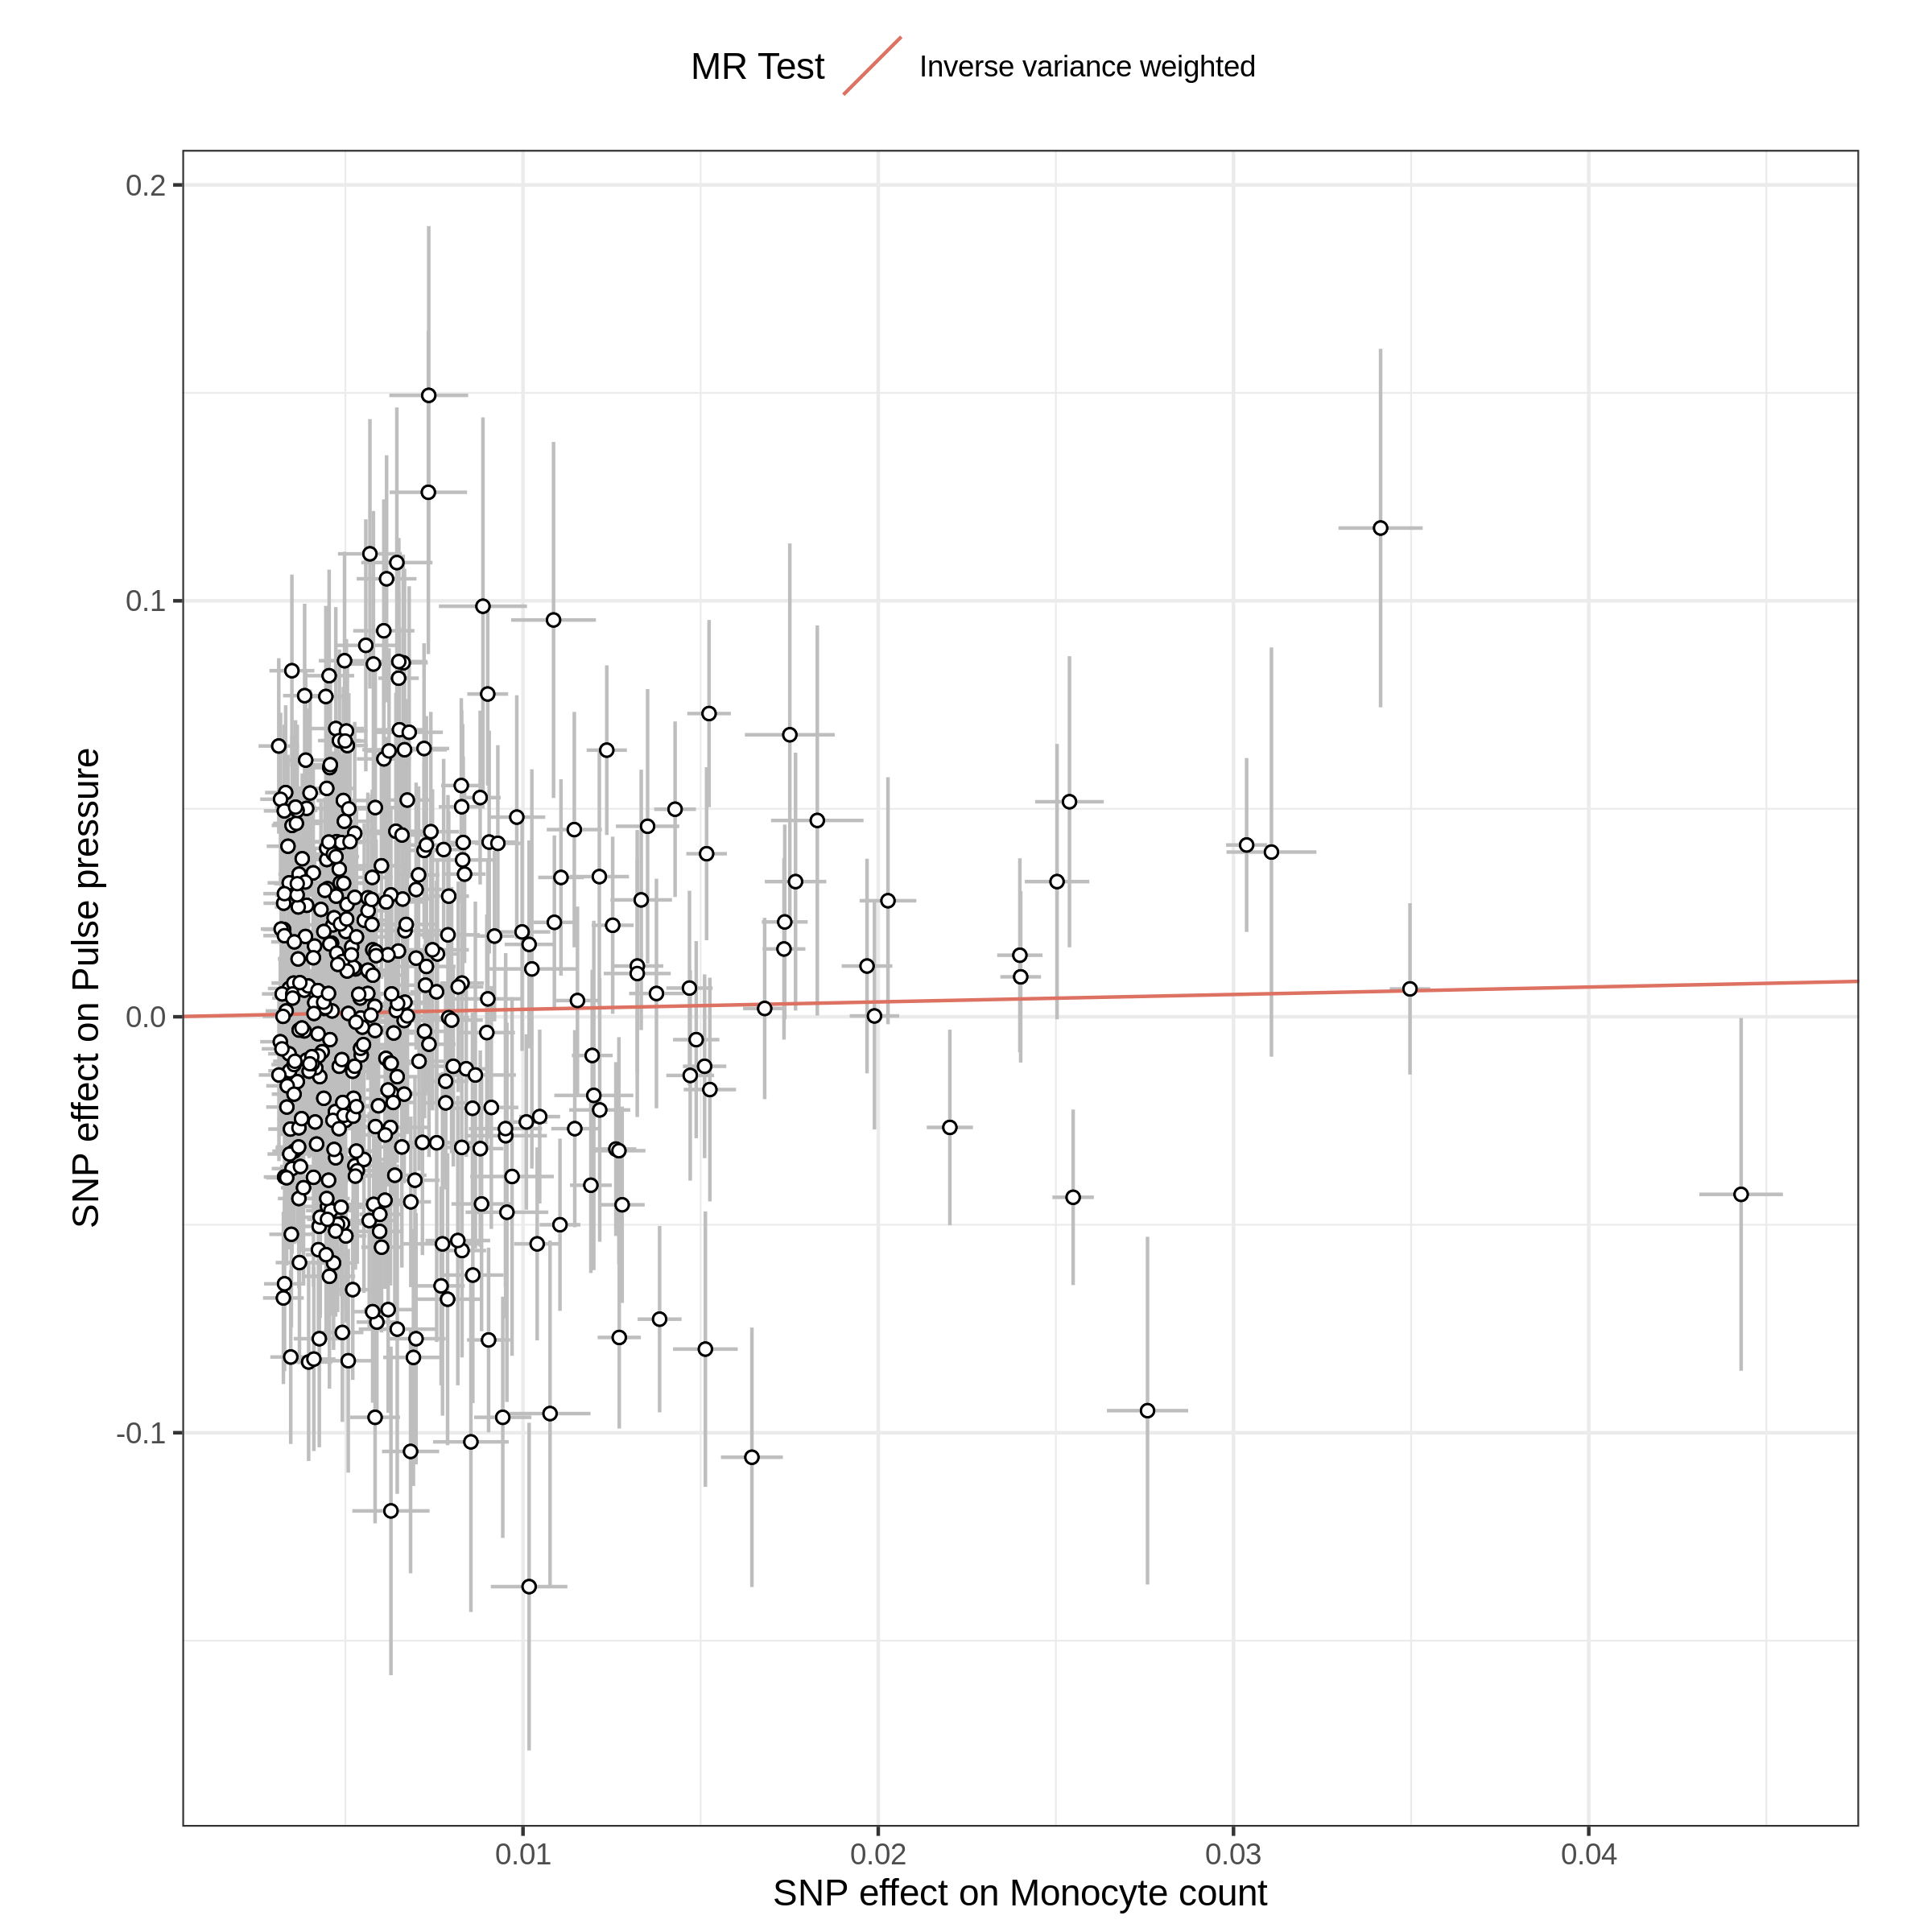 MR Test
Inverse variance weighted
SNP effect on Pulse pressure
0.2
0.1
0.0
-0.1
0.01
0.02
0.03
0.04
SNP effect on Monocyte count